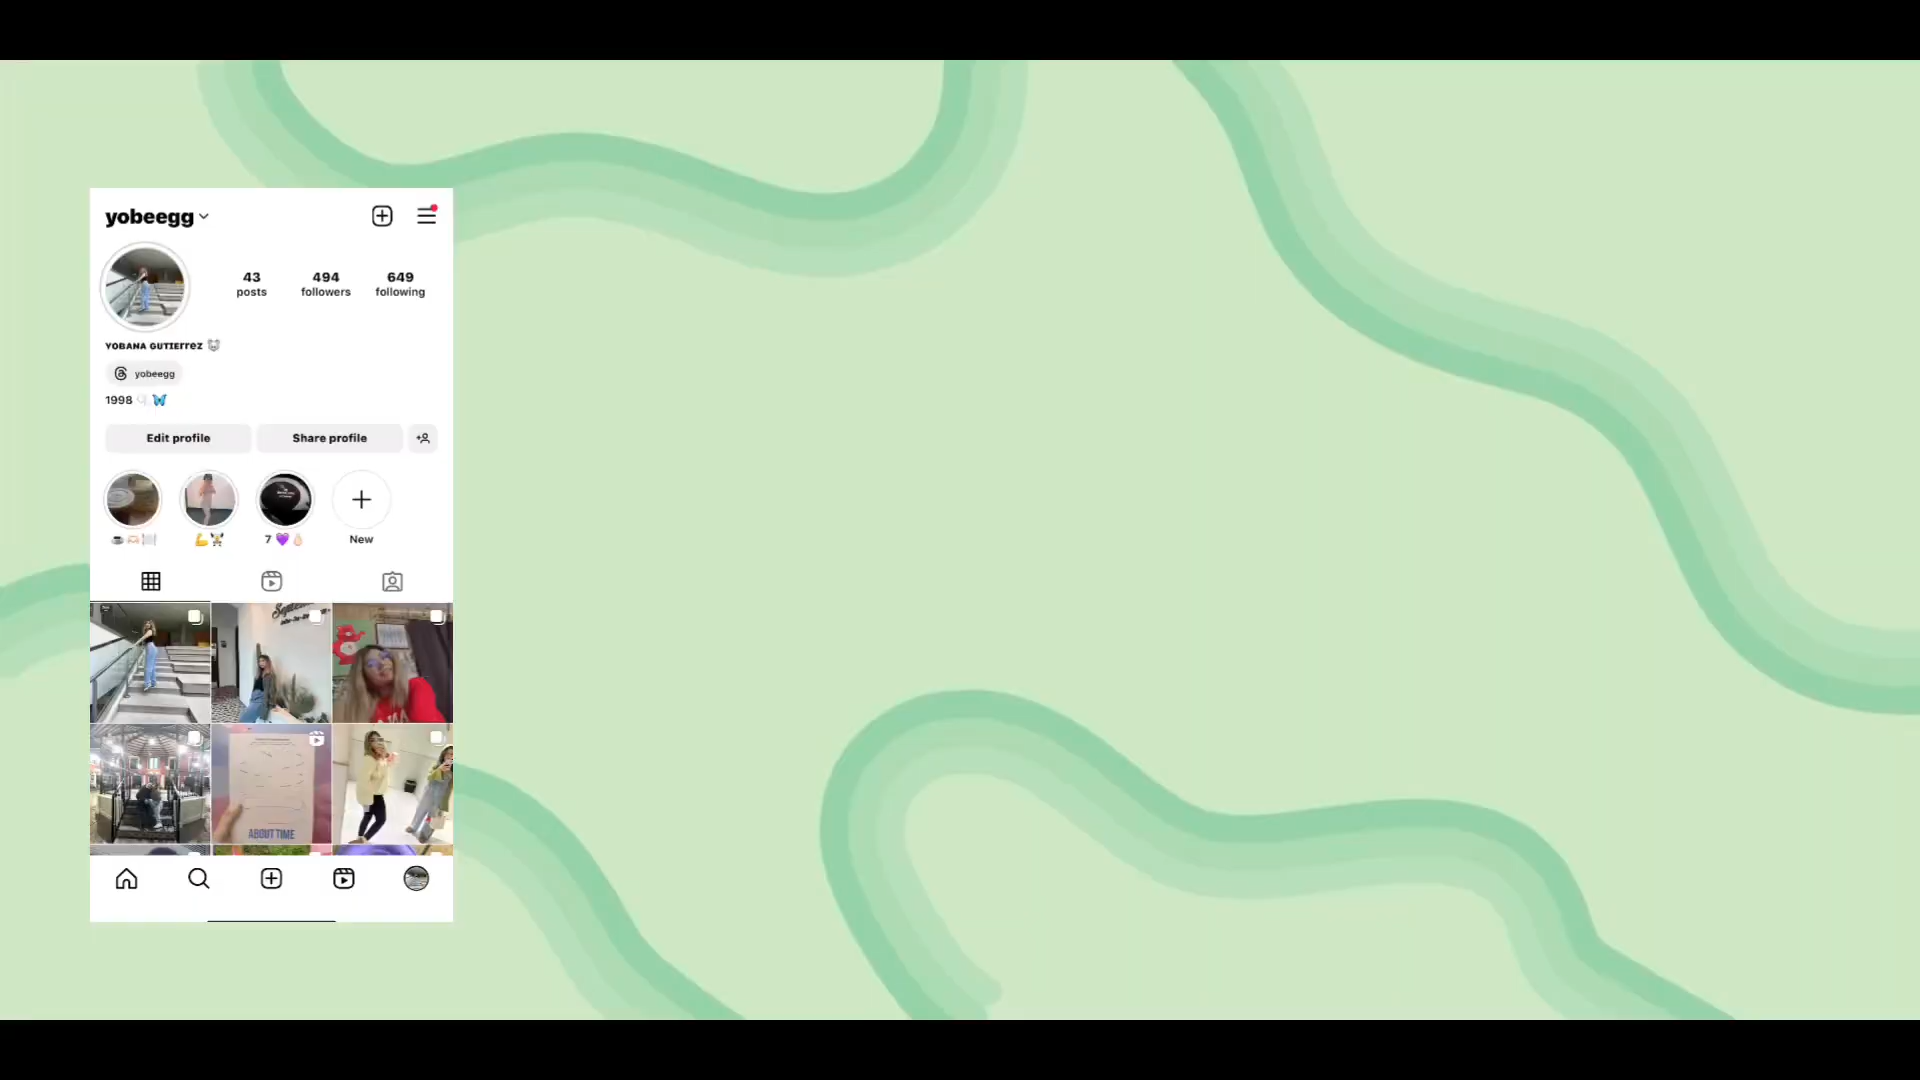 yobeegg
43 494 649
posts followers following
YOBANA GUTIErrez
yobeegg
1998
Edit profile Share profile
7 New
ABOUT TIME